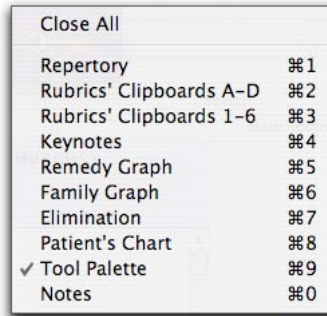 Close All
Repertory ⌘1
Rubrics' Clipboards A-D ⌘2
Rubrics' Clipboards 1-6 ⌘3
Keynotes ⌘4
Remedy Graph ⌘5
Family Graph ⌘6
Elimination ⌘7
Patient's Chart ⌘8
✓ Tool Palette ⌘9
Notes ⌘0